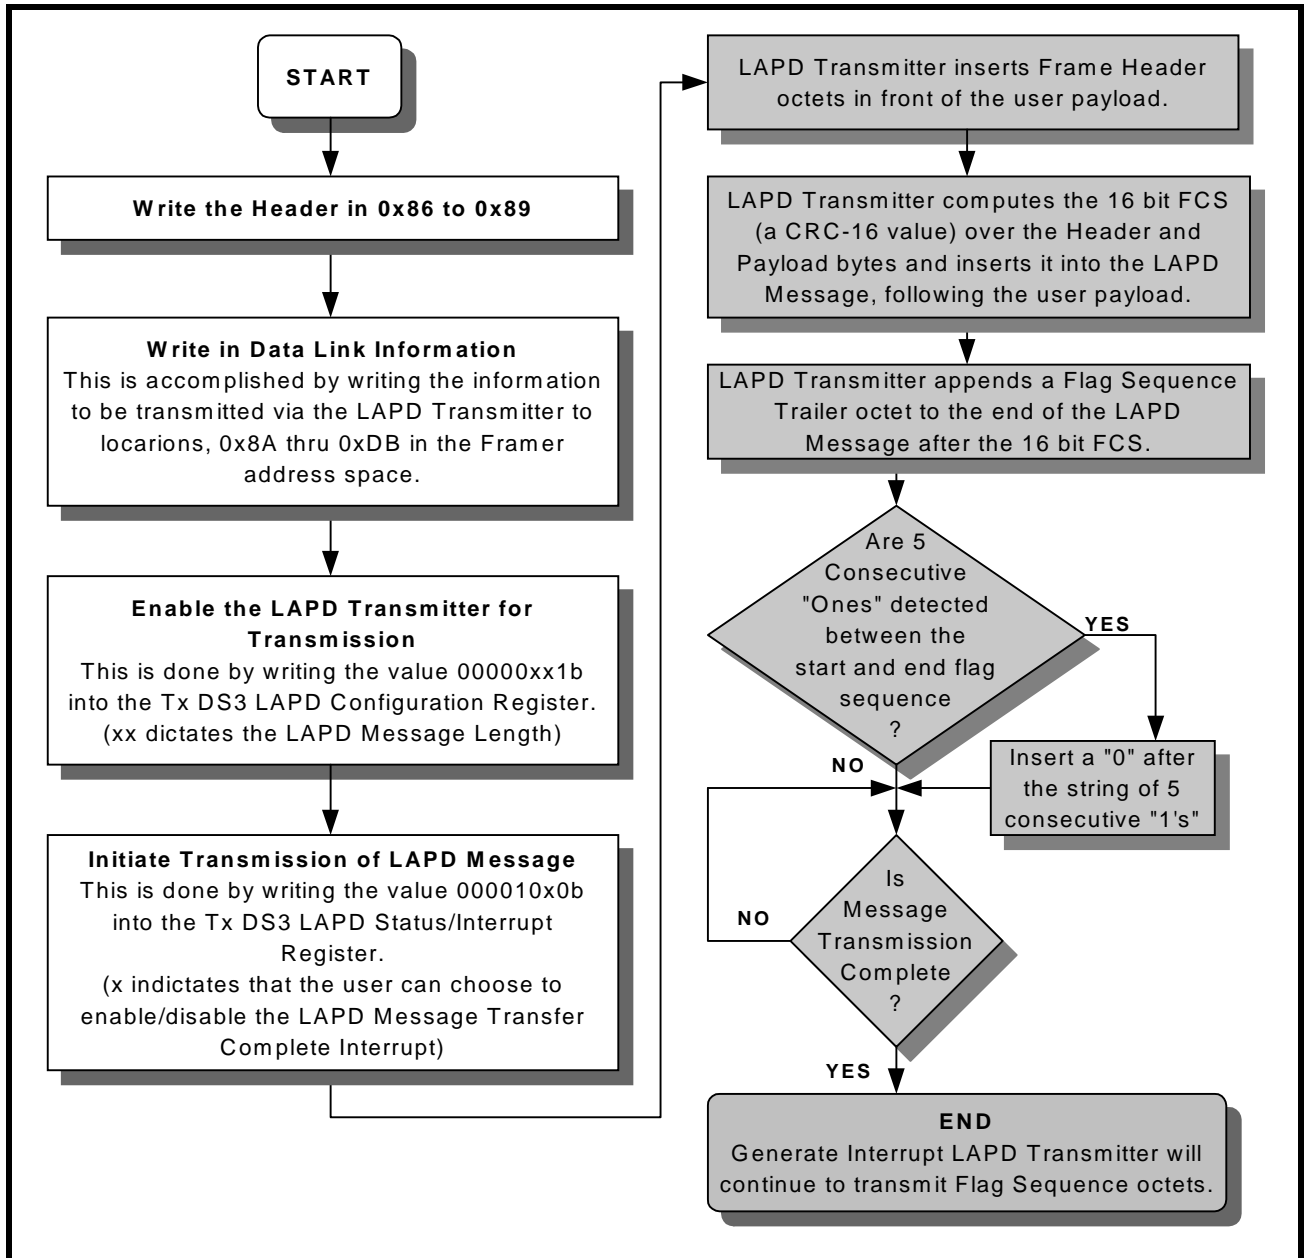 START
Write the Header in 0x86 to 0x89
Write in Data Link Information
This is accomplished by writing the information
to be transmitted via the LAPD Transmitter to
locarions, 0x8A thru 0xDB in the Framer
address space.
Enable the LAPD Transmitter for
Transmission
This is done by writing the value 00000xx1b
into the Tx DS3 LAPD Configuration Register.
(xx dictates the LAPD Message Length)
Initiate Transmission of LAPD Message
This is done by writing the value 000010x0b
into the Tx DS3 LAPD Status/Interrupt
Register.
(x indictates that the user can choose to
enable/disable the LAPD Message Transfer
Complete Interrupt)
LAPD Transmitter inserts Frame Header
octets in front of the user payload.
LAPD Transmitter computes the 16 bit FCS
(a CRC-16 value) over the Header and
Payload bytes and inserts it into the LAPD
Message, following the user payload.
LAPD Transmitter appends a Flag Sequence
Trailer octet to the end of the LAPD
Message after the 16 bit FCS.
Are 5
Consecutive
"Ones" detected
between the
start and end flag
sequence
?
YES
NO
Insert a "0" after
the string of 5
consecutive "1's"
Is
Message
Transmission
Complete
?
NO
YES
END
Generate Interrupt LAPD Transmitter will
continue to transmit Flag Sequence octets.